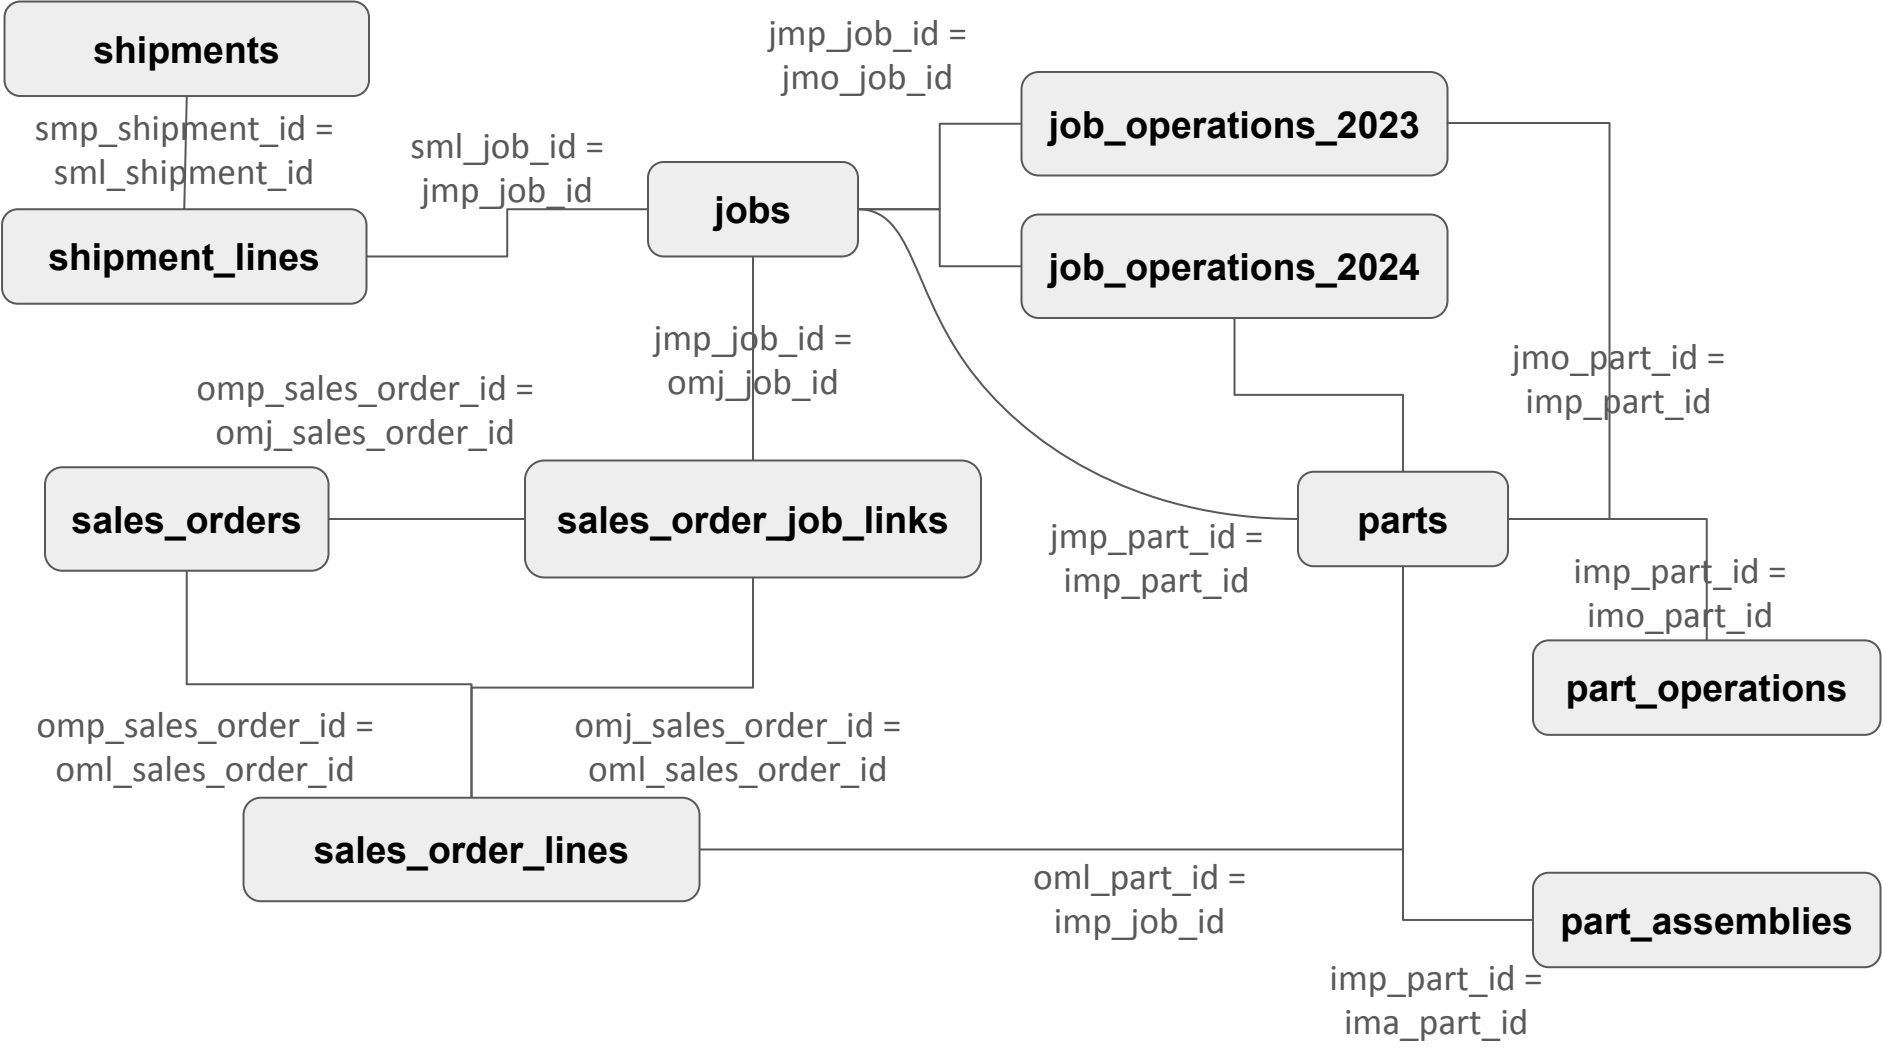 shipments
smp_shipment_id =
sml_shipment_id
shipment_lines
sml_job_id =
jmp_job_id
jobs
jmp_job_id =
jmo_job_id
job_operations_2023
job_operations_2024
jmp_job_id =
omj_job_id
jmo_part_id =
imp_part_id
omp_sales_order_id =
omj_sales_order_id
sales_orders
sales_order_job_links
jmp_part_id =
imp_part_id
parts
imp_part_id =
imo_part_id
part_operations
omp_sales_order_id =
oml_sales_order_id
omj_sales_order_id =
oml_sales_order_id
sales_order_lines
oml_part_id =
imp_job_id
part_assemblies
imp_part_id =
ima_part_id